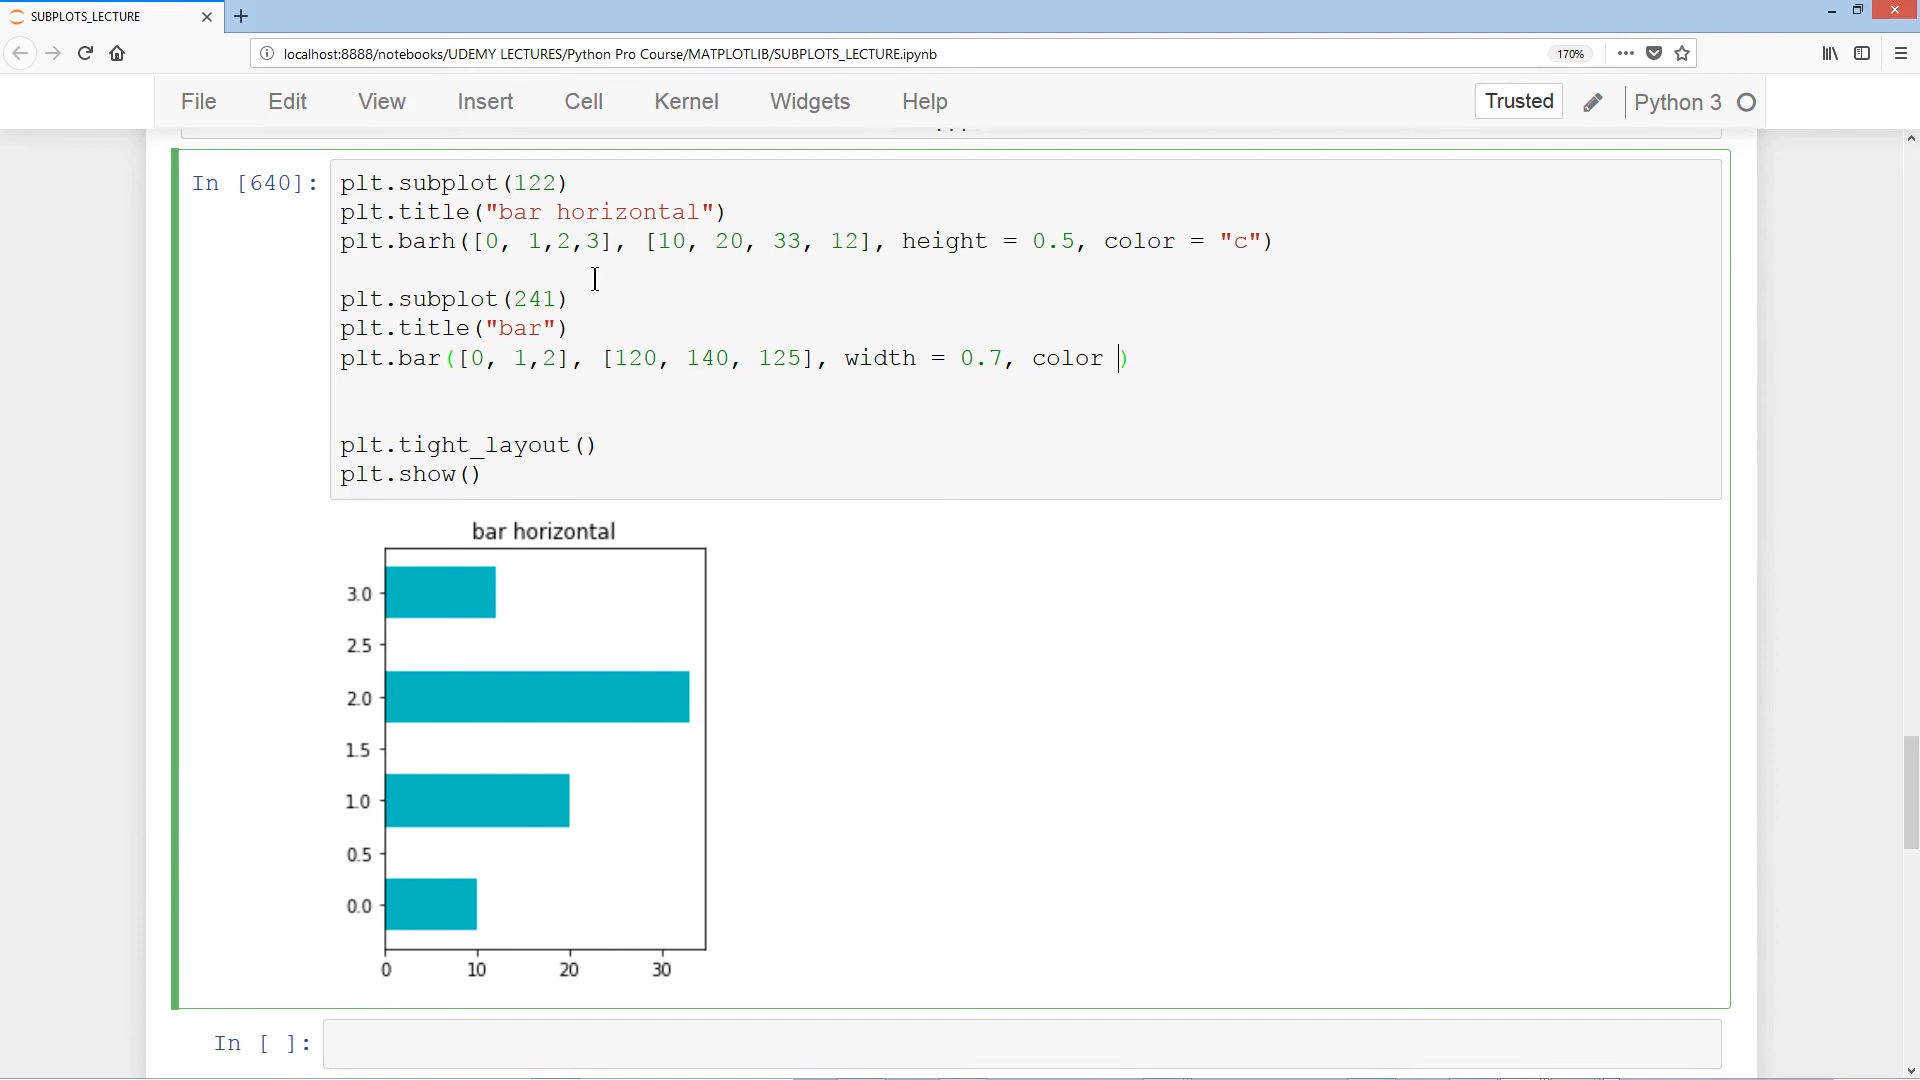 SUBPLOTS_LECTURE
localhost:8888/notebooks/UDEMY LECTURES/Python Pro Course/MATPLOTLIB/SUBPLOTS_LECTURE.ipynb
170%
File Edit View Insert Cell Kernel Widgets Help
Trusted
Python 3
In [640]:
plt.subplot(122)
plt.title("bar horizontal")
plt.barh([0, 1,2,3], [10, 20, 33, 12], height = 0.5, color = "c")
plt.subplot(241)
plt.title("bar")
plt.bar([0, 1,2], [120, 140, 125], width = 0.7, color )
plt.tight_layout()
plt.show()
bar horizontal
3.0
2.5
2.0
1.5
1.0
0.5
0.0
0 10 20 30
In [ ]: